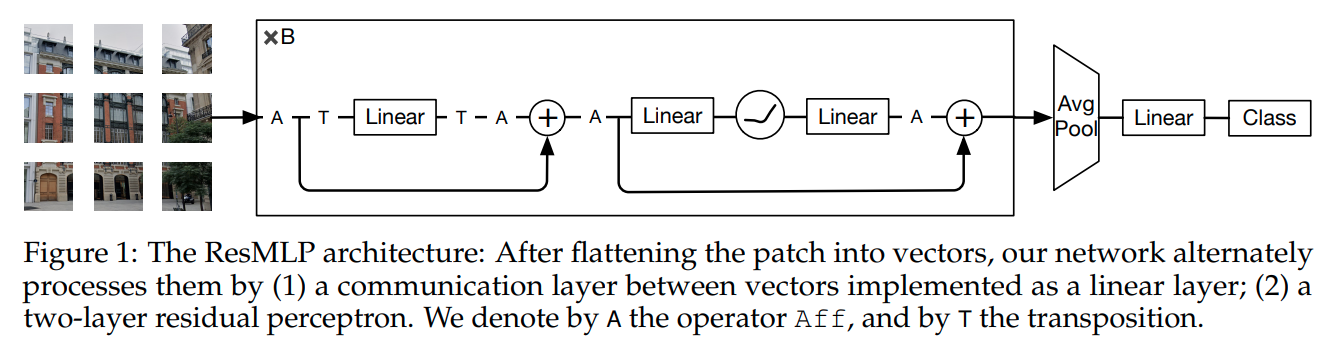 ×B
A T Linear T A + A Linear Linear A +
Avg
Pool
Linear
Class
Figure 1: The ResMLP architecture: After flattening the patch into vectors, our network alternately
processes them by (1) a communication layer between vectors implemented as a linear layer; (2) a
two-layer residual perceptron. We denote by A the operator Aff, and by T the transposition.